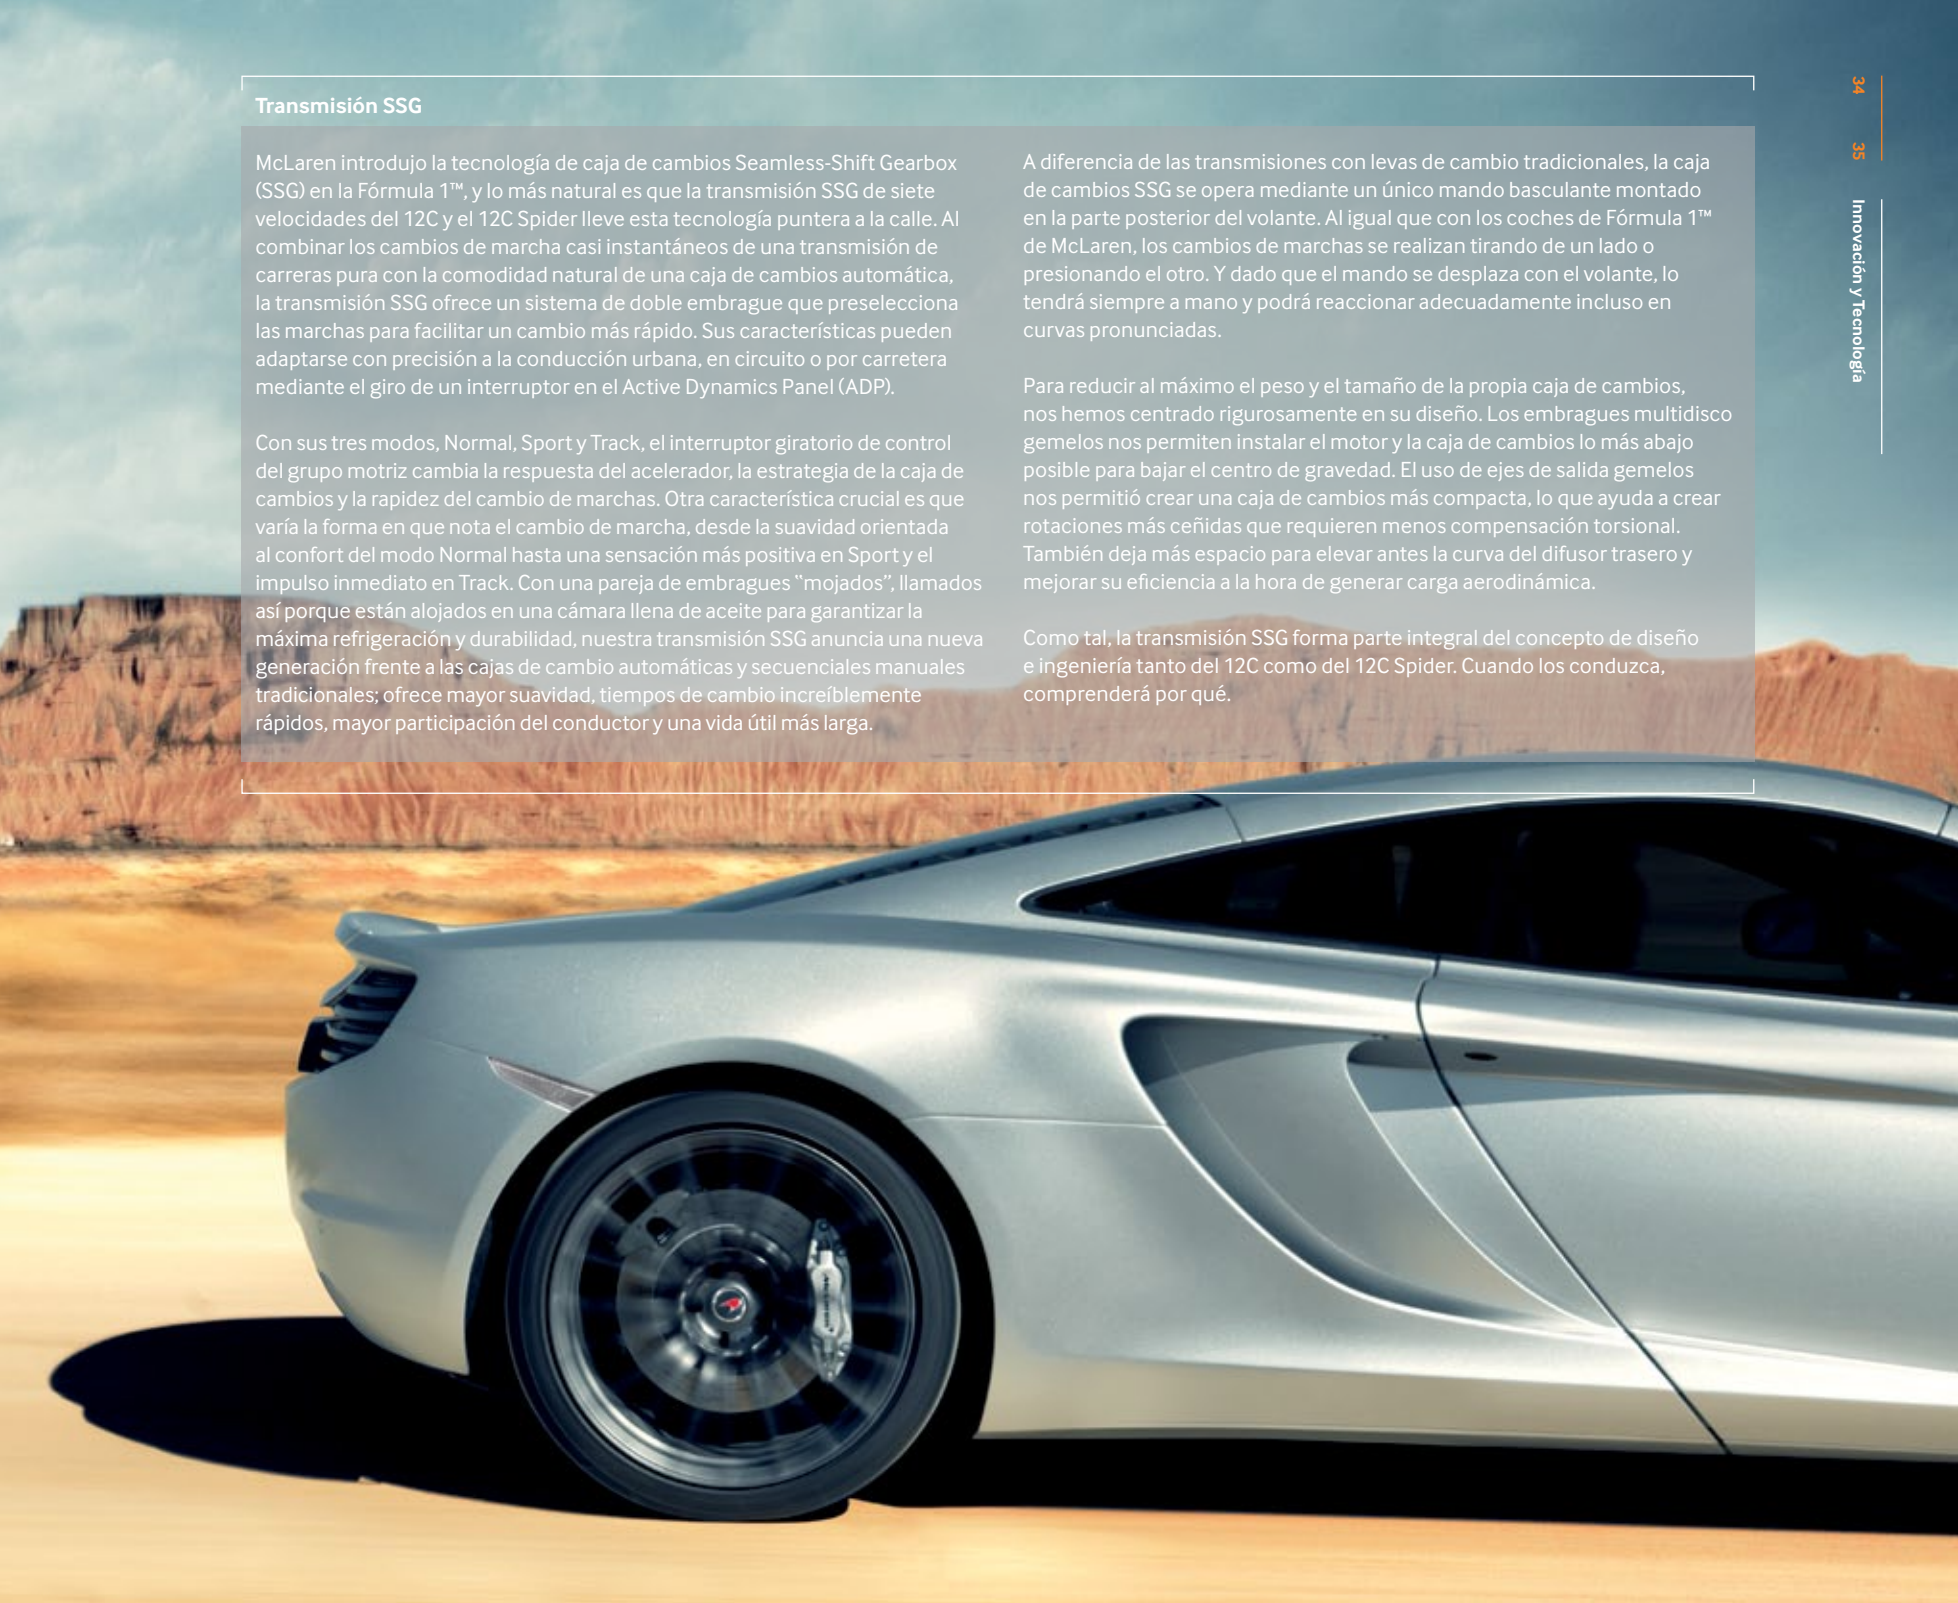 Transmisión SSG
McLaren introdujo la tecnología de caja de cambios Seamless-Shift Gearbox
(SSG) en la Fórmula 1™, y lo más natural es que la transmisión SSG de siete
velocidades del 12C y el 12C Spider lleve esta tecnología puntera a la calle. Al
combinar los cambios de marcha casi instantáneos de una transmisión de
carreras pura con la comodidad natural de una caja de cambios automática,
la transmisión SSG ofrece un sistema de doble embrague que preselecciona
las marchas para facilitar un cambio más rápido. Sus características pueden
adaptarse con precisión a la conducción urbana, en circuito o por carretera
mediante el giro de un interruptor en el Active Dynamics Panel (ADP).
Con sus tres modos, Normal, Sport y Track, el interruptor giratorio de control
del grupo motriz cambia la respuesta del acelerador, la estrategia de la caja de
cambios y la rapidez del cambio de marchas. Otra característica crucial es que
varía la forma en que nota el cambio de marcha, desde la suavidad orientada
al confort del modo Normal hasta una sensación más positiva en Sport y el
impulso inmediato en Track. Con una pareja de embragues “mojados”, llamados
así porque están alojados en una cámara llena de aceite para garantizar la
máxima refrigeración y durabilidad, nuestra transmisión SSG anuncia una nueva
generación frente a las cajas de cambio automáticas y secuenciales manuales
tradicionales; ofrece mayor suavidad, tiempos de cambio increíblemente
rápidos, mayor participación del conductor y una vida útil más larga.
A diferencia de las transmisiones con levas de cambio tradicionales, la caja
de cambios SSG se opera mediante un único mando basculante montado
en la parte posterior del volante. Al igual que con los coches de Fórmula 1™
de McLaren, los cambios de marchas se realizan tirando de un lado o
presionando el otro. Y dado que el mando se desplaza con el volante, lo
tendrá siempre a mano y podrá reaccionar adecuadamente incluso en
curvas pronunciadas.
Para reducir al máximo el peso y el tamaño de la propia caja de cambios,
nos hemos centrado rigurosamente en su diseño. Los embragues multidisco
gemelos nos permiten instalar el motor y la caja de cambios lo más abajo
posible para bajar el centro de gravedad. El uso de ejes de salida gemelos
nos permitió crear una caja de cambios más compacta, lo que ayuda a crear
rotaciones más ceñidas que requieren menos compensación torsional.
También deja más espacio para elevar antes la curva del difusor trasero y
mejorar su eficiencia a la hora de generar carga aerodinámica.
Como tal, la transmisión SSG forma parte integral del concepto de diseño
e ingeniería tanto del 12C como del 12C Spider. Cuando los conduzca,
comprenderá por qué.
34
35
Innovación y Tecnología